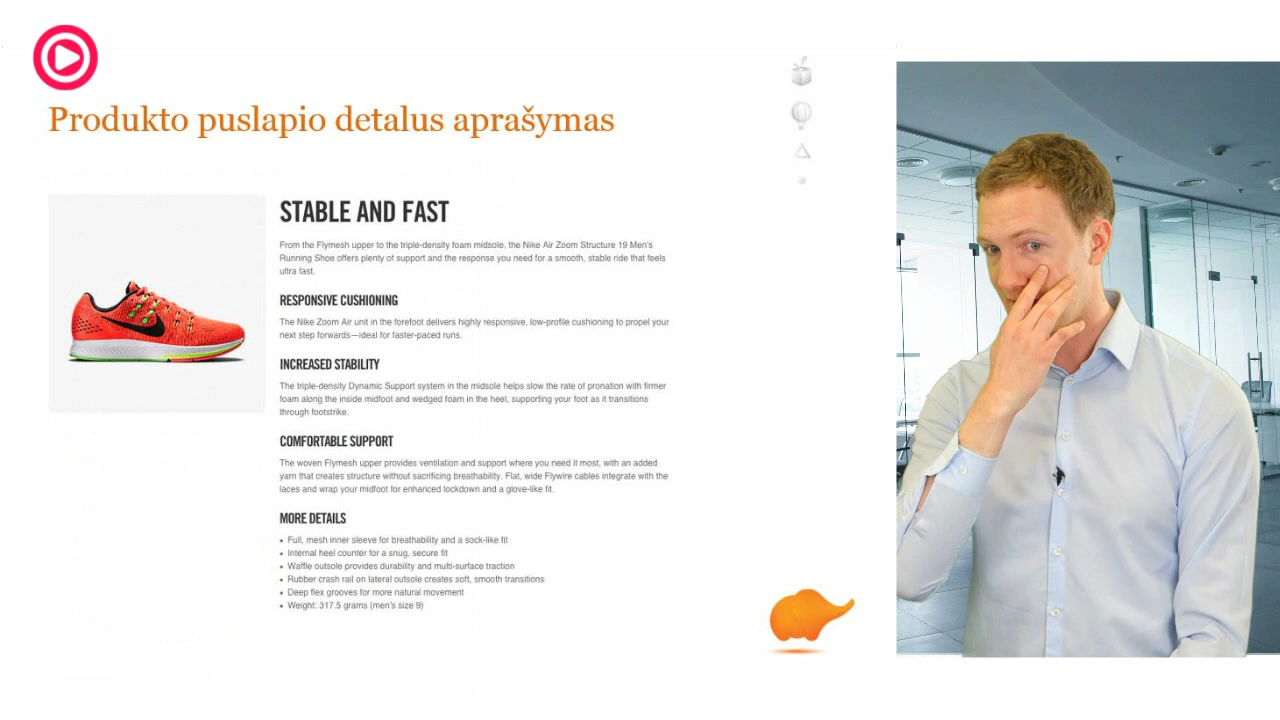 Produkto puslapio detalus aprašymas
STABLE AND FAST
From the Flymesh upper to the triple-density foam midsole, the Nike Air Zoom Structure 19 Men's
Running Shoe offers plenty of support and the response you need for a smooth, stable ride that feels
ultra fast.
RESPONSIVE CUSHIONING
The Nike Zoom Air unit in the forefoot delivers highly responsive, low-profile cushioning to propel your
next step forwards—ideal for faster-paced runs.
INCREASED STABILITY
The triple-density Dynamic Support system in the midsole helps slow the rate of pronation with firmer
foam along the inside midfoot and wedged foam in the heel, supporting your foot as it transitions
through footstrike.
COMFORTABLE SUPPORT
The woven Flymesh upper provides ventilation and support where you need it most, with an added
yarn that creates structure without sacrificing breathability. Flat, wide Flywire cables integrate with the
laces and wrap your midfoot for enhanced lockdown and a glove-like fit.
MORE DETAILS
• Full, mesh inner sleeve for breathability and a sock-like fit
• Internal heel counter for a snug, secure fit
• Waffle outsole provides durability and multi-surface traction
• Rubber crash rail on lateral outsole creates soft, smooth transitions
• Deep flex grooves for more natural movement
• Weight: 317.5 grams (men's size 9)